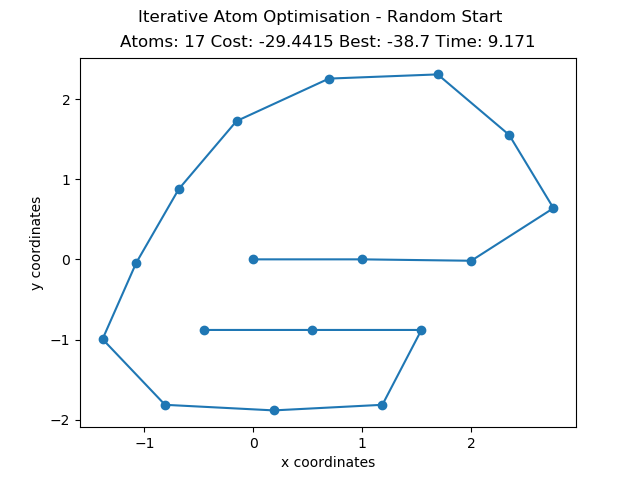 Iterative Atom Optimisation - Random Start
Atoms: 17 Cost: -29.4415 Best: -38.7 Time: 9.171
y coordinates
2
1
0
−1
−2
−1
0
1
2
x coordinates